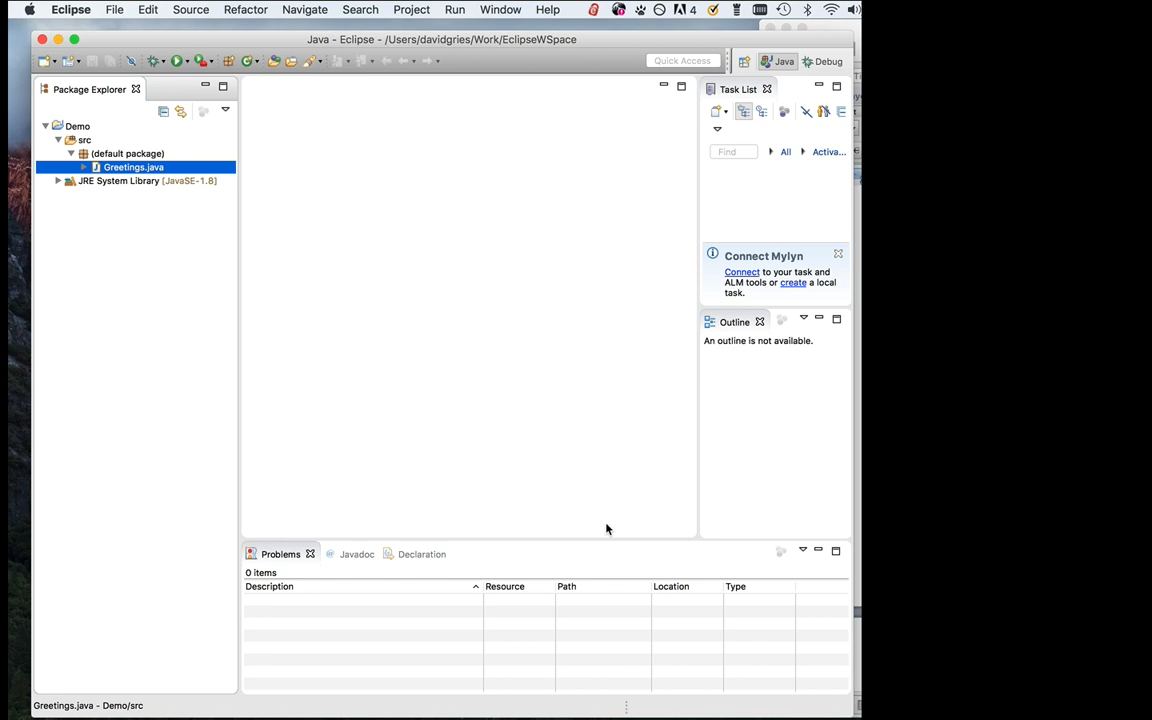 Eclipse File Edit Source Refactor Navigate Search Project Run Window Help 4
Java - Eclipse - /Users/davidgries/Work/EclipseWSpace
Quick Access Java Debug
Package Explorer
Demo
src
(default package)
Greetings.java
JRE System Library [JavaSE-1.8]
Task List
Find All Activa...
Connect Mylyn
Connect to your task and
ALM tools or create a local
task.
Outline
An outline is not available.
Problems Javadoc Declaration
0 items
Description Resource Path Location Type
Greetings.java - Demo/src